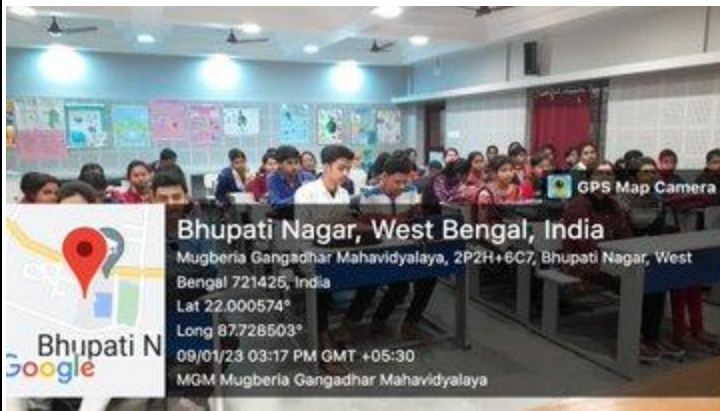 GPS Map Camera
Bhupati Nagar, West Bengal, India
Mugberia Gangadhar Mahavidyalaya, 2P2H+6C7, Bhupati Nagar, West
Bengal 721425, India
Lat 22.000574°
Long 87.728503°
09/01/23 03:17 PM GMT +05:30
MGM Mugberia Gangadhar Mahavidyalaya
Bhupati N
Google